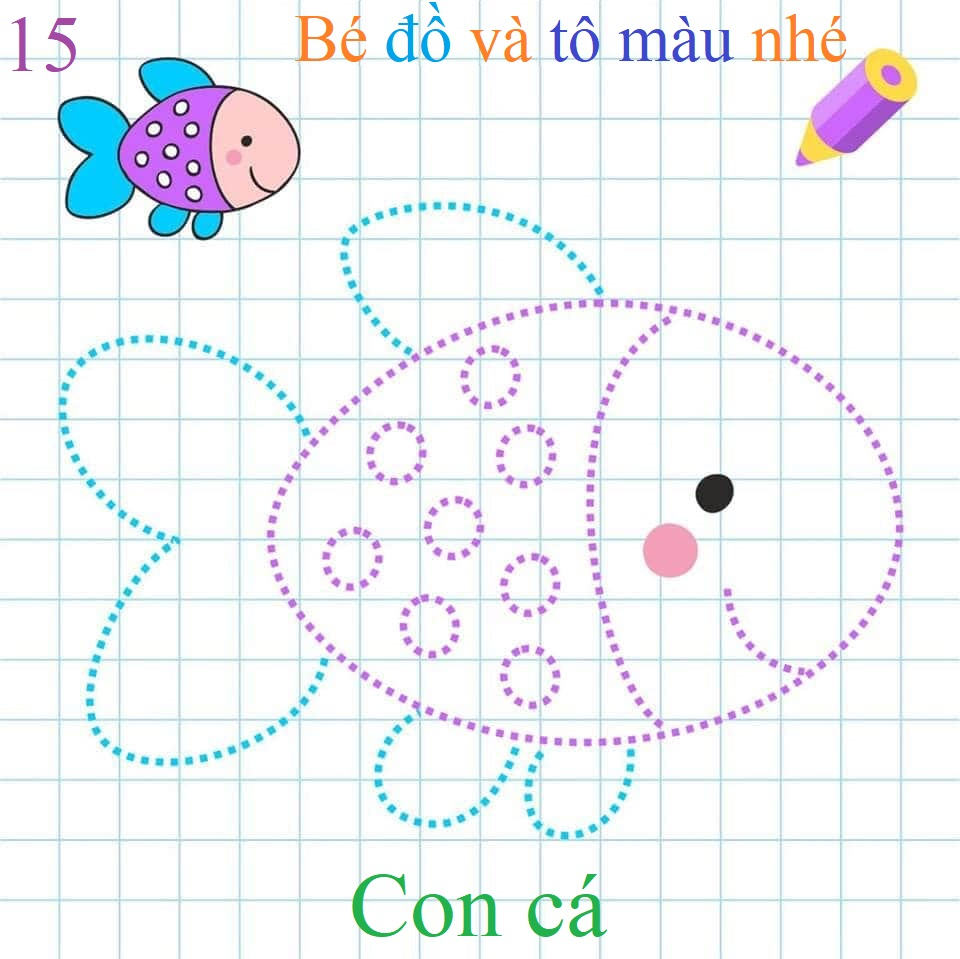 15
Bé đồ và tô màu nhé
Con cá